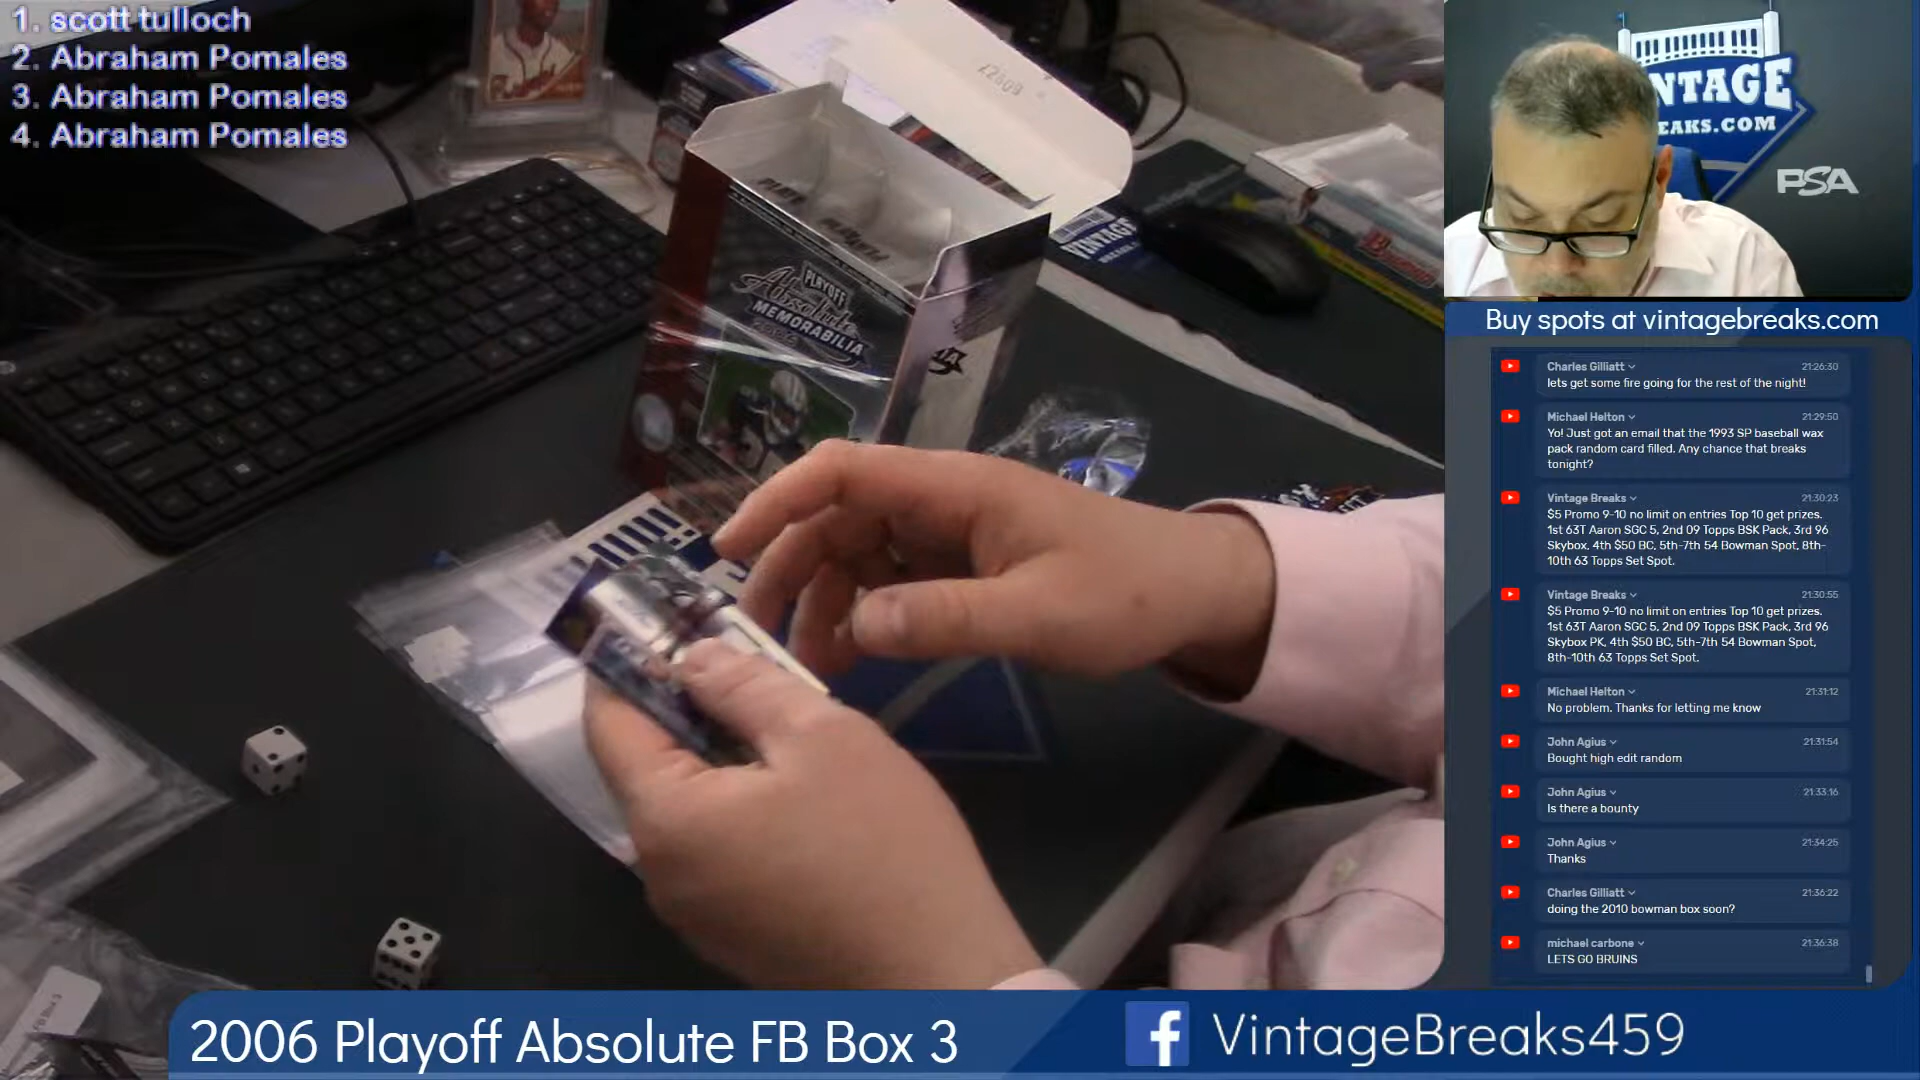 1. scott tulloch
2. Abraham Pomales
3. Abraham Pomales
4. Abraham Pomales
22609
PLAYOFF
Absolute
MEMORABILIA
2006
VINTAGE
Bowman
VINTAGE
EAKS.COM
PSA
Buy spots at vintagebreaks.com
Charles Gilliatt 21:26:30
lets get some fire going for the rest of the night!
Michael Helton 21:29:50
Yo! Just got an email that the 1993 SP baseball wax
pack random card filled. Any chance that breaks
tonight?
Vintage Breaks 21:30:23
$5 Promo 9-10 no limit on entries Top 10 get prizes.
1st 63T Aaron SGC 5, 2nd 09 Topps BSK Pack, 3rd 96
Skybox, 4th $50 BC, 5th-7th 54 Bowman Spot, 8th-
10th 63 Topps Set Spot.
Vintage Breaks 21:30:55
$5 Promo 9-10 no limit on entries Top 10 get prizes.
1st 63T Aaron SGC 5, 2nd 09 Topps BSK Pack, 3rd 96
Skybox PK, 4th $50 BC, 5th-7th 54 Bowman Spot,
8th-10th 63 Topps Set Spot.
Michael Helton 21:31:12
No problem. Thanks for letting me know
John Agius 21:31:54
Bought high edit random
John Agius 21:33:16
Is there a bounty
John Agius 21:34:25
Thanks
Charles Gilliatt 21:36:22
doing the 2010 bowman box soon?
michael carbone 21:36:38
LETS GO BRUINS
2006 Playoff Absolute FB Box 3
f VintageBreaks459